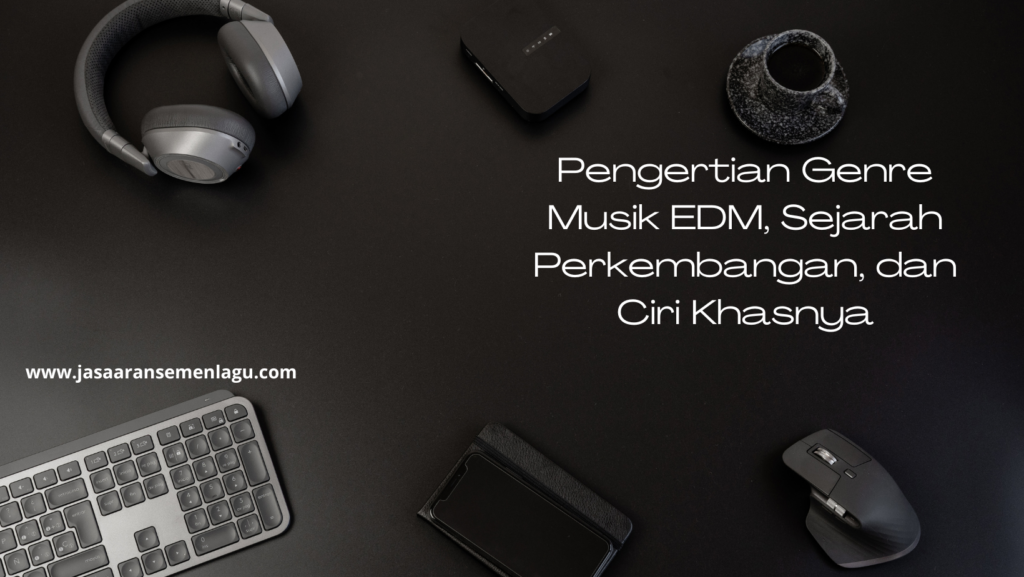 Pengertian Genre
Musik EDM, Sejarah
Perkembangan, dan
Ciri Khasnya
www.jasaaransemenlagu.com